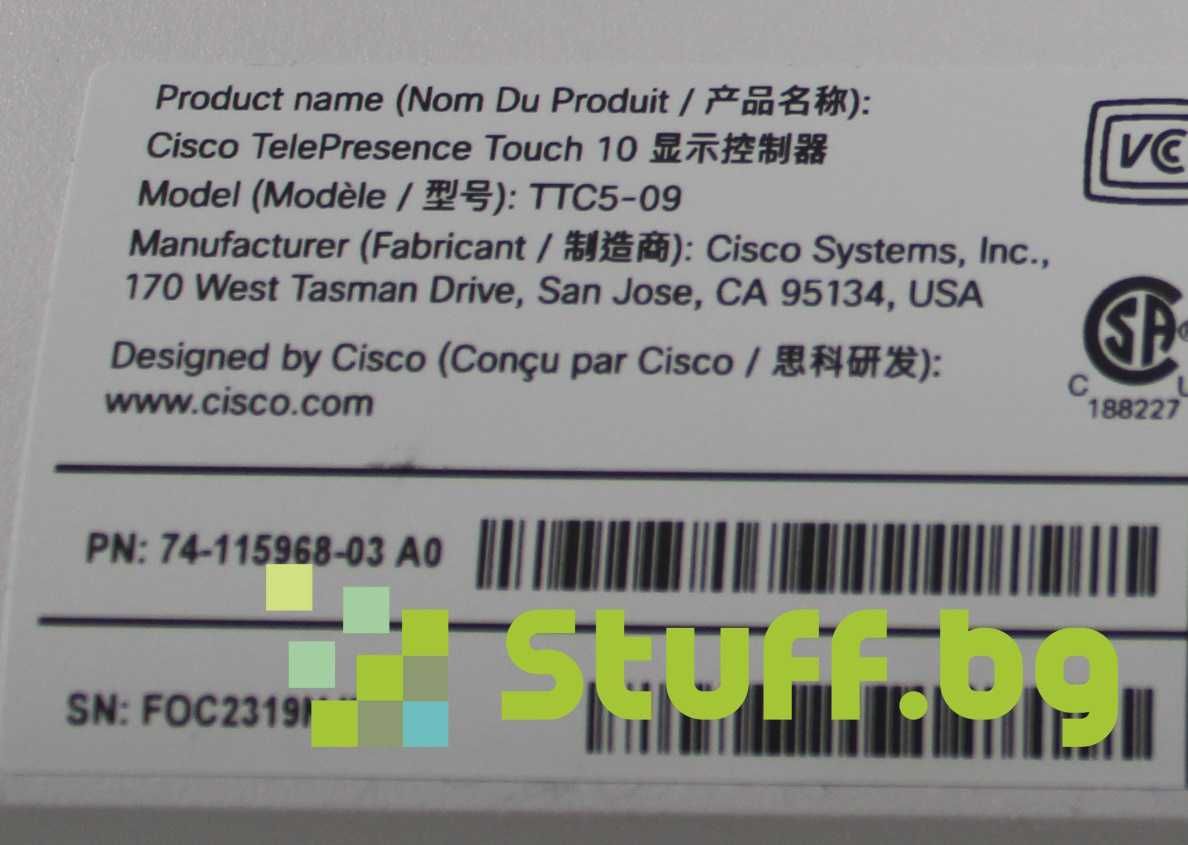 Product name (Nom Du Produit / 产品名称):
Cisco TelePresence Touch 10 显示控制器
Model (Modèle / 型号): TTC5-09
Manufacturer (Fabricant / 制造商): Cisco Systems, Inc.,
170 West Tasman Drive, San Jose, CA 95134, USA
Designed by Cisco (Conçu par Cisco / 思科研发):
www.cisco.com
VCC
SA
C
188227
PN: 74-115968-03 A0
Stuff.bg
SN: